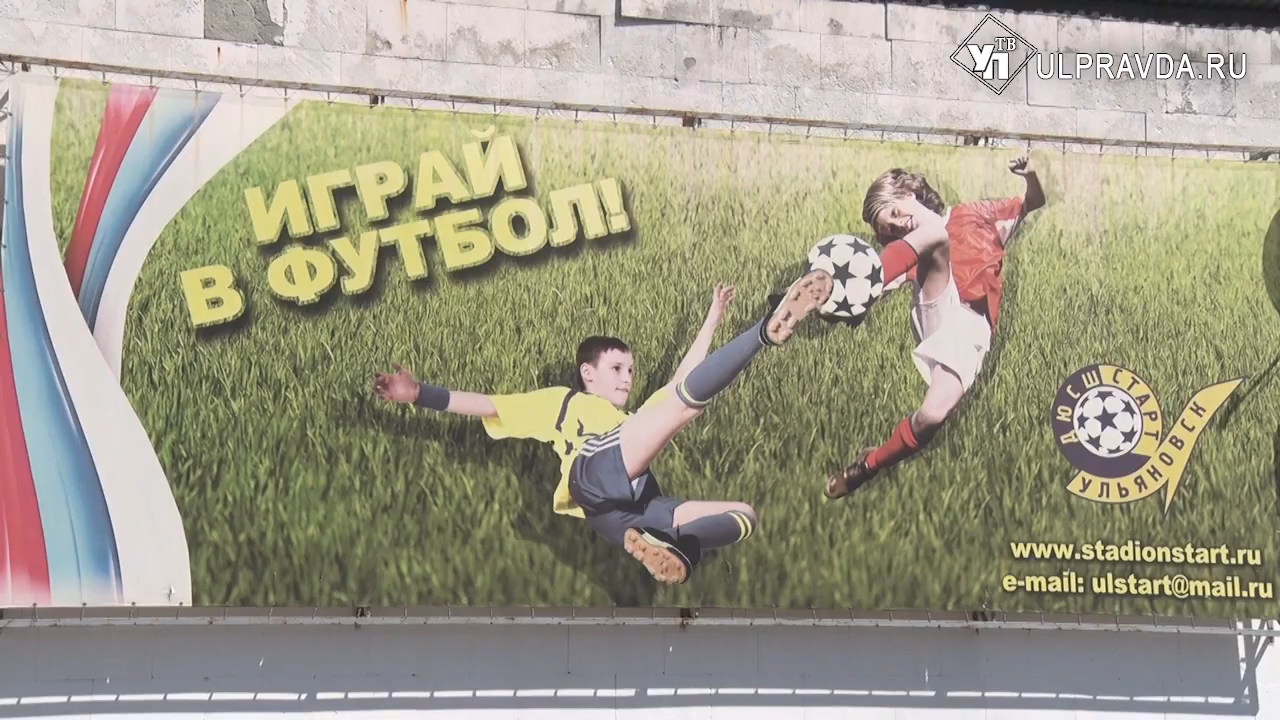 УП ТВ
ULPRAVDA.RU
ИГРАЙ
В ФУТБОЛ!
ДЮСШ СТАРТ
УЛЬЯНОВСК
www.stadionstart.ru
e-mail: ulstart@mail.ru